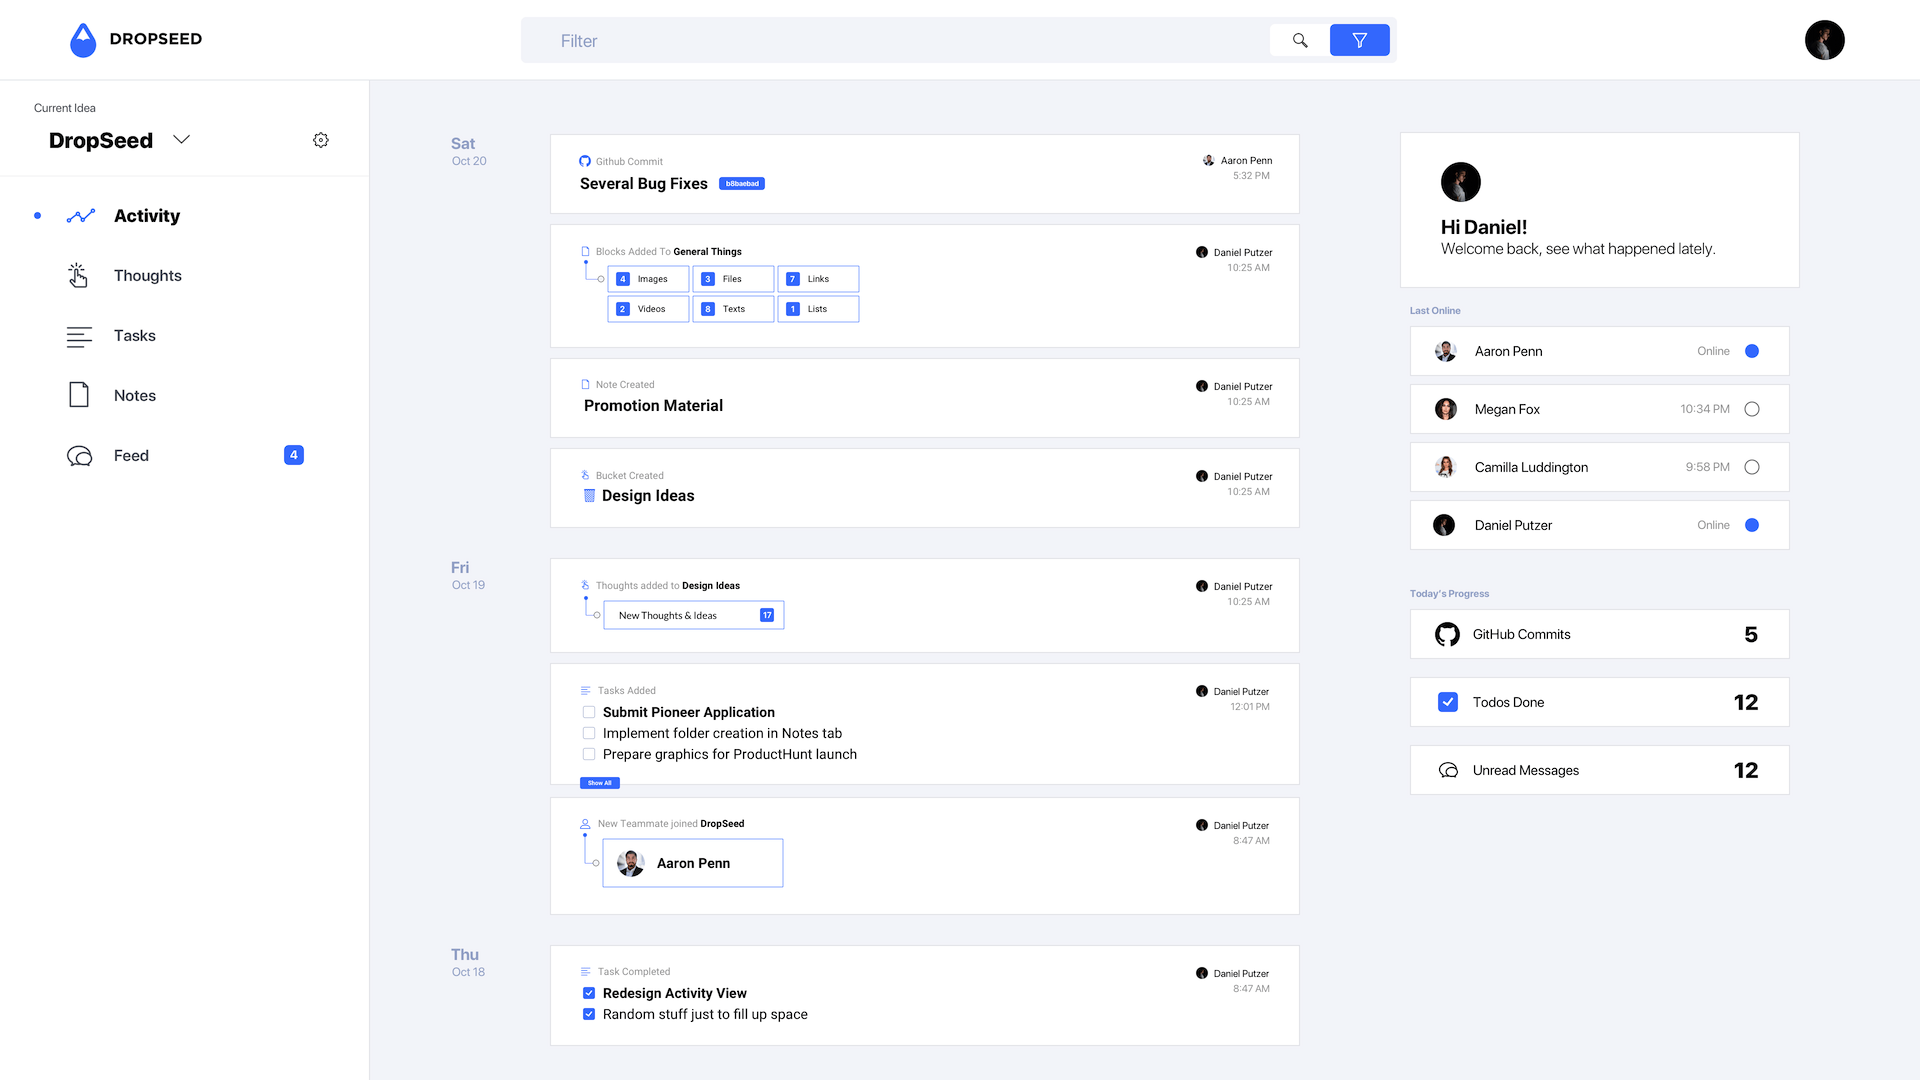 DROPSEED
Filter
Current Idea
DropSeed
Activity
Thoughts
Tasks
Notes
Feed
4
Sat
Oct 20
Github Commit
Several Bug Fixes b8baebad
Aaron Penn
5:32 PM
Blocks Added To General Things
4 Images 3 Files 7 Links
2 Videos 8 Texts 1 Lists
Daniel Putzer
10:25 AM
Note Created
Promotion Material
Daniel Putzer
10:25 AM
Bucket Created
Design Ideas
Daniel Putzer
10:25 AM
Fri
Oct 19
Thoughts added to Design Ideas
New Thoughts & Ideas 17
Daniel Putzer
10:25 AM
Tasks Added
Submit Pioneer Application
Implement folder creation in Notes tab
Prepare graphics for ProductHunt launch
Show All
Daniel Putzer
12:01 PM
New Teammate joined DropSeed
Aaron Penn
Daniel Putzer
8:47 AM
Thu
Oct 18
Task Completed
Redesign Activity View
Random stuff just to fill up space
Daniel Putzer
8:47 AM
Hi Daniel!
Welcome back, see what happened lately.
Last Online
Aaron Penn Online
Megan Fox 10:34 PM
Camilla Luddington 9:58 PM
Daniel Putzer Online
Today's Progress
GitHub Commits 5
Todos Done 12
Unread Messages 12